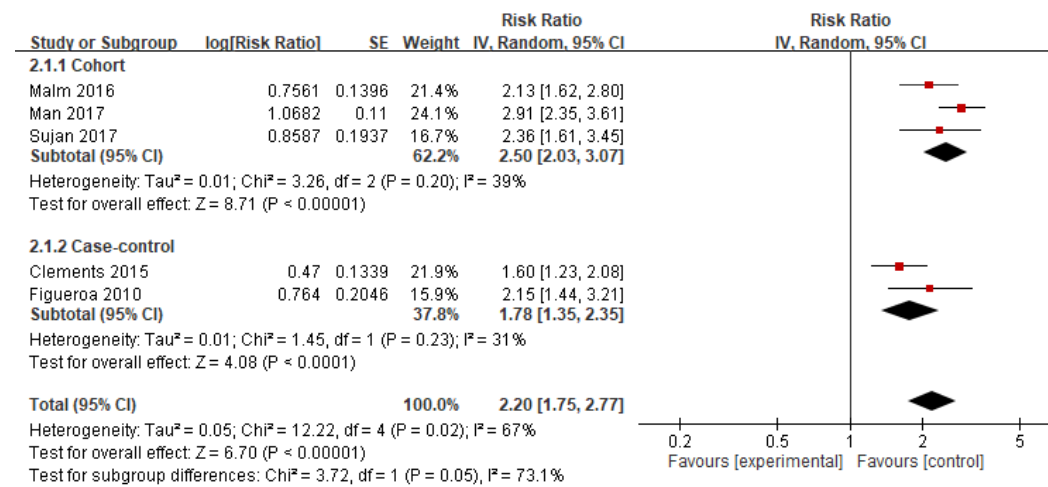 Risk Ratio Risk Ratio
Study or Subgroup log[Risk Ratio] SE Weight IV, Random, 95% CI IV, Random, 95% CI
2.1.1 Cohort
Malm 2016 0.7561 0.1396 21.4% 2.13 [1.62, 2.80]
Man 2017 1.0682 0.11 24.1% 2.91 [2.35, 3.61]
Sujan 2017 0.8587 0.1937 16.7% 2.36 [1.61, 3.45]
Subtotal (95% CI) 62.2% 2.50 [2.03, 3.07]
Heterogeneity: Tau² = 0.01; Chi² = 3.26, df = 2 (P = 0.20); I² = 39%
Test for overall effect: Z = 8.71 (P < 0.00001)
2.1.2 Case-control
Clements 2015 0.47 0.1339 21.9% 1.60 [1.23, 2.08]
Figueroa 2010 0.764 0.2046 15.9% 2.15 [1.44, 3.21]
Subtotal (95% CI) 37.8% 1.78 [1.35, 2.35]
Heterogeneity: Tau² = 0.01; Chi² = 1.45, df = 1 (P = 0.23); I² = 31%
Test for overall effect: Z = 4.08 (P < 0.0001)
Total (95% CI) 100.0% 2.20 [1.75, 2.77]
Heterogeneity: Tau² = 0.05; Chi² = 12.22, df = 4 (P = 0.02); I² = 67%
Test for overall effect: Z = 6.70 (P < 0.00001)
Test for subgroup differences: Chi² = 3.72, df = 1 (P = 0.05), I² = 73.1%
0.2 0.5 1 2 5
Favours [experimental] Favours [control]